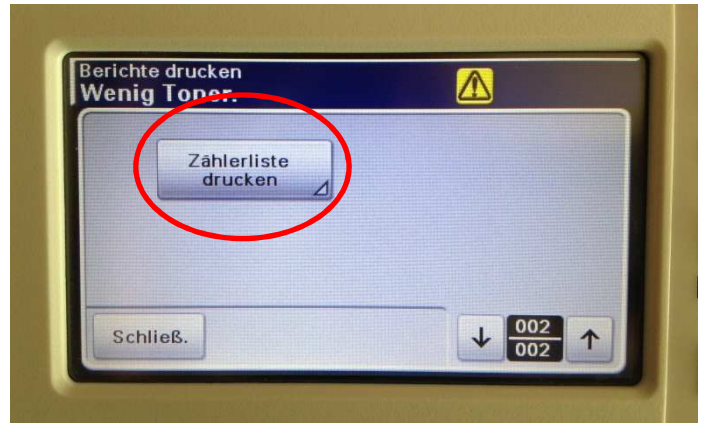 Berichte drucken
Wenig Toner.
Zählerliste
drucken
Schließ.
002
002